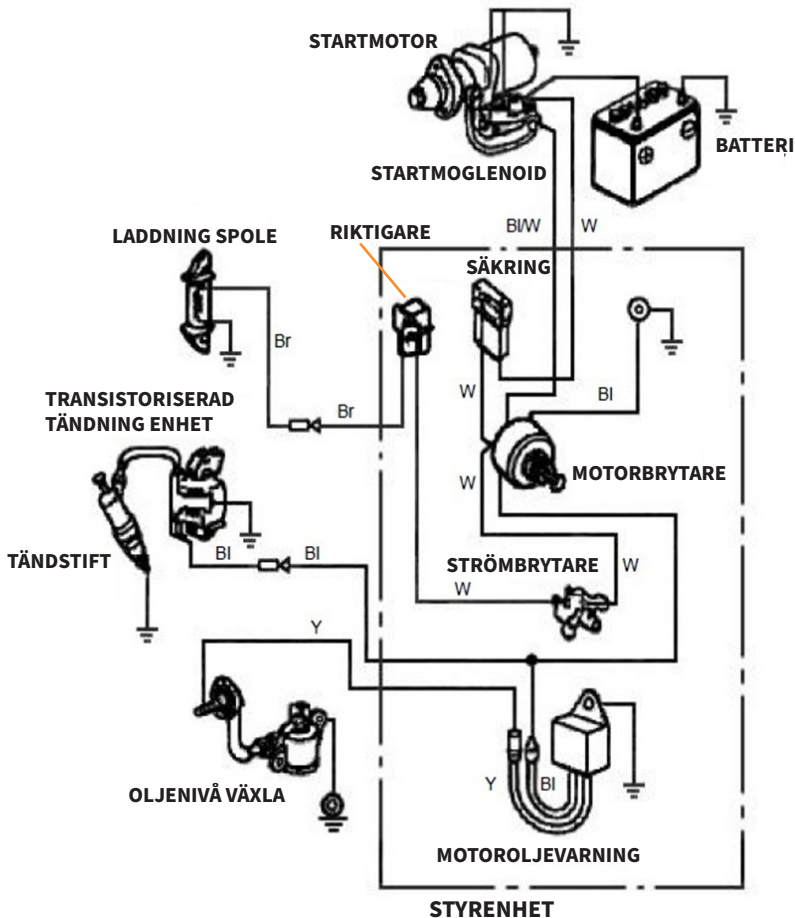 STARTMOTOR
BATTERI
STARTMOGLENOID
Bl/W
W
LADDNING SPOLE
RIKTIGARE
SÄKRING
Br
Br
W
Bl
TRANSISTORISERAD
TÄNDNING ENHET
MOTORBRYTARE
W
TÄNDSTIFT
Bl
Bl
STRÖMBRYTARE
W
W
Y
OLJENIVÅ VÄXLA
Y
Bl
MOTOROLJEVARNING
STYRENHET